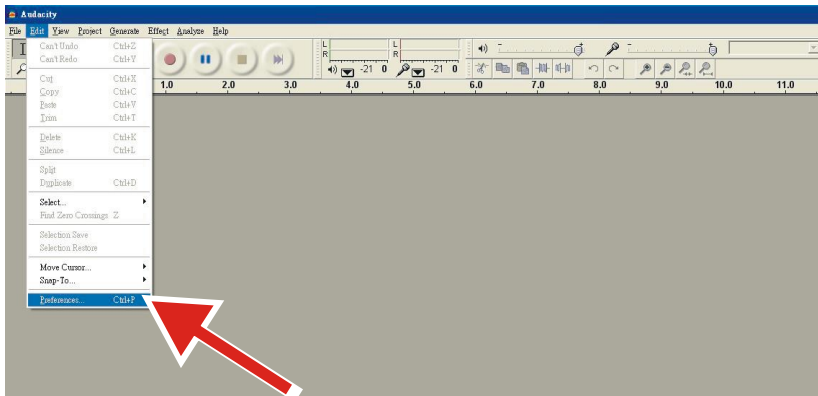 Audacity
File Edit View Project Generate Effect Analyze Help
Can't Undo Ctrl+Z
Can't Redo Ctrl+Y
Cut Ctrl+X
Copy Ctrl+C
Paste Ctrl+V
Trim Ctrl+T
Delete Ctrl+K
Silence Ctrl+L
Split
Duplicate Ctrl+D
Select...
Find Zero Crossings Z
Selection Save
Selection Restore
Move Cursor...
Snap-To...
Preferences... Ctrl+P
L L
R R
-21 0 -21 0
1.0 2.0 3.0 4.0 5.0 6.0 7.0 8.0 9.0 10.0 11.0